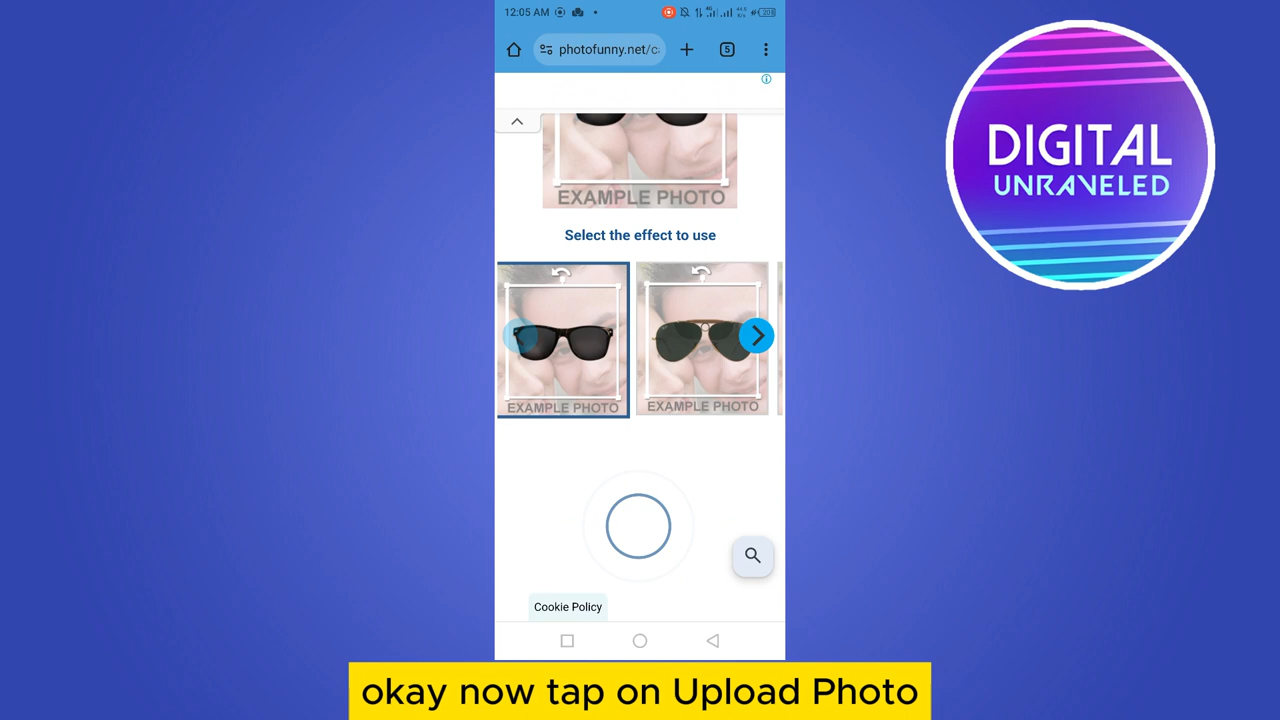 12:05 AM
photofunny.net/c
5
EXAMPLE PHOTO
Select the effect to use
EXAMPLE PHOTO
EXAMPLE PHOTO
Cookie Policy
DIGITAL
UNRAVELED
okay now tap on Upload Photo